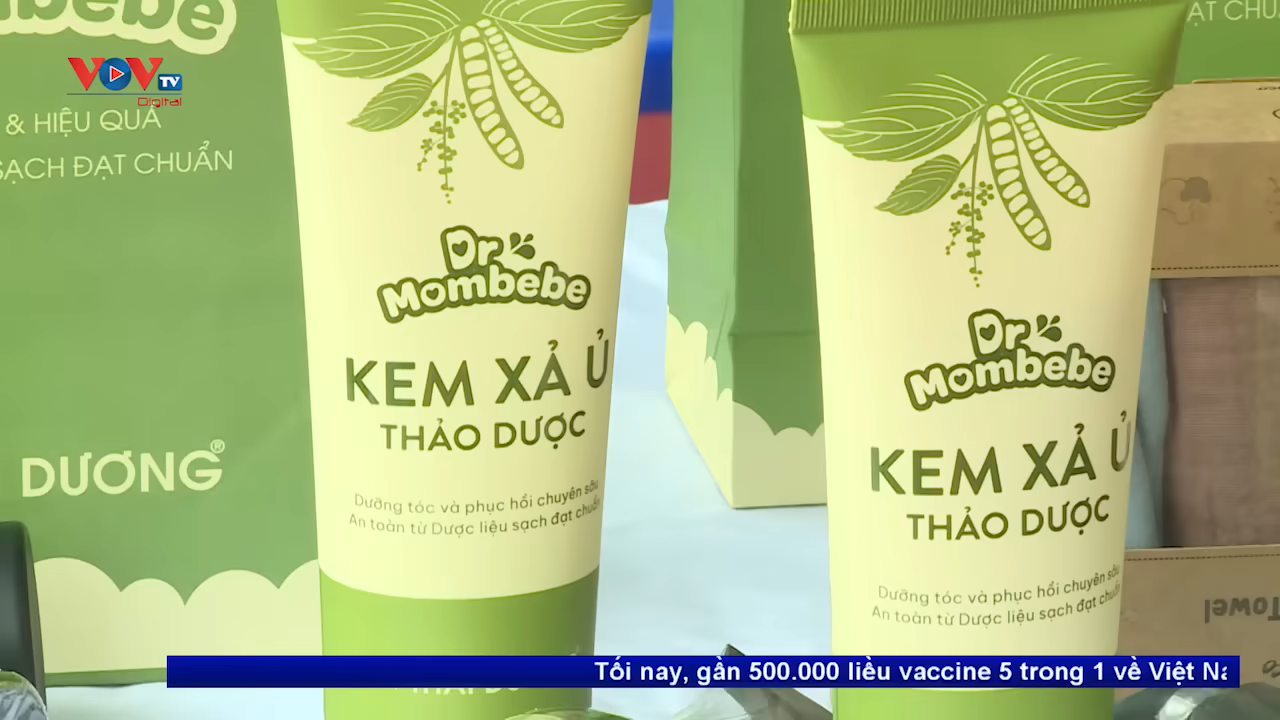 Mombebe
VOV TV
Digital
& HIỆU QUẢ
SẠCH ĐẠT CHUẨN
DƯƠNG®
Dr
Mombebe
KEM XẢ Ủ
THẢO DƯỢC
Dưỡng tóc và phục hồi chuyên sâu
An toàn từ Dược liệu sạch đạt chuẩn
Dr
Mombebe
KEM XẢ Ủ
THẢO DƯỢC
Dưỡng tóc và phục hồi chuyên sâu
An toàn từ Dược liệu sạch đạt chuẩn
ẠT CHU
Towel
Tối nay, gần 500.000 liều vaccine 5 trong 1 về Việt Na